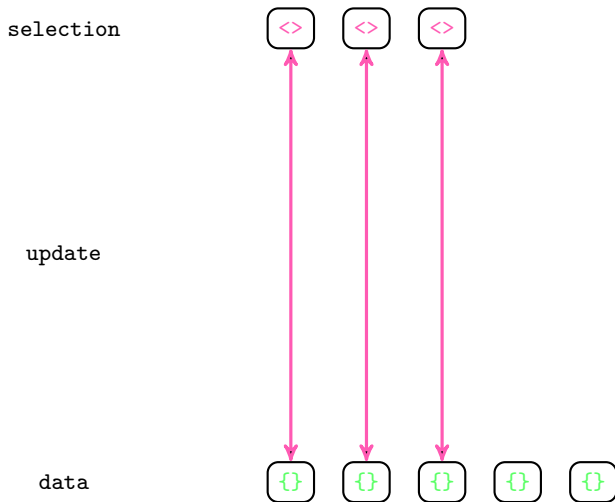 selection <> <> <>
update
data {} {} {} {} {}